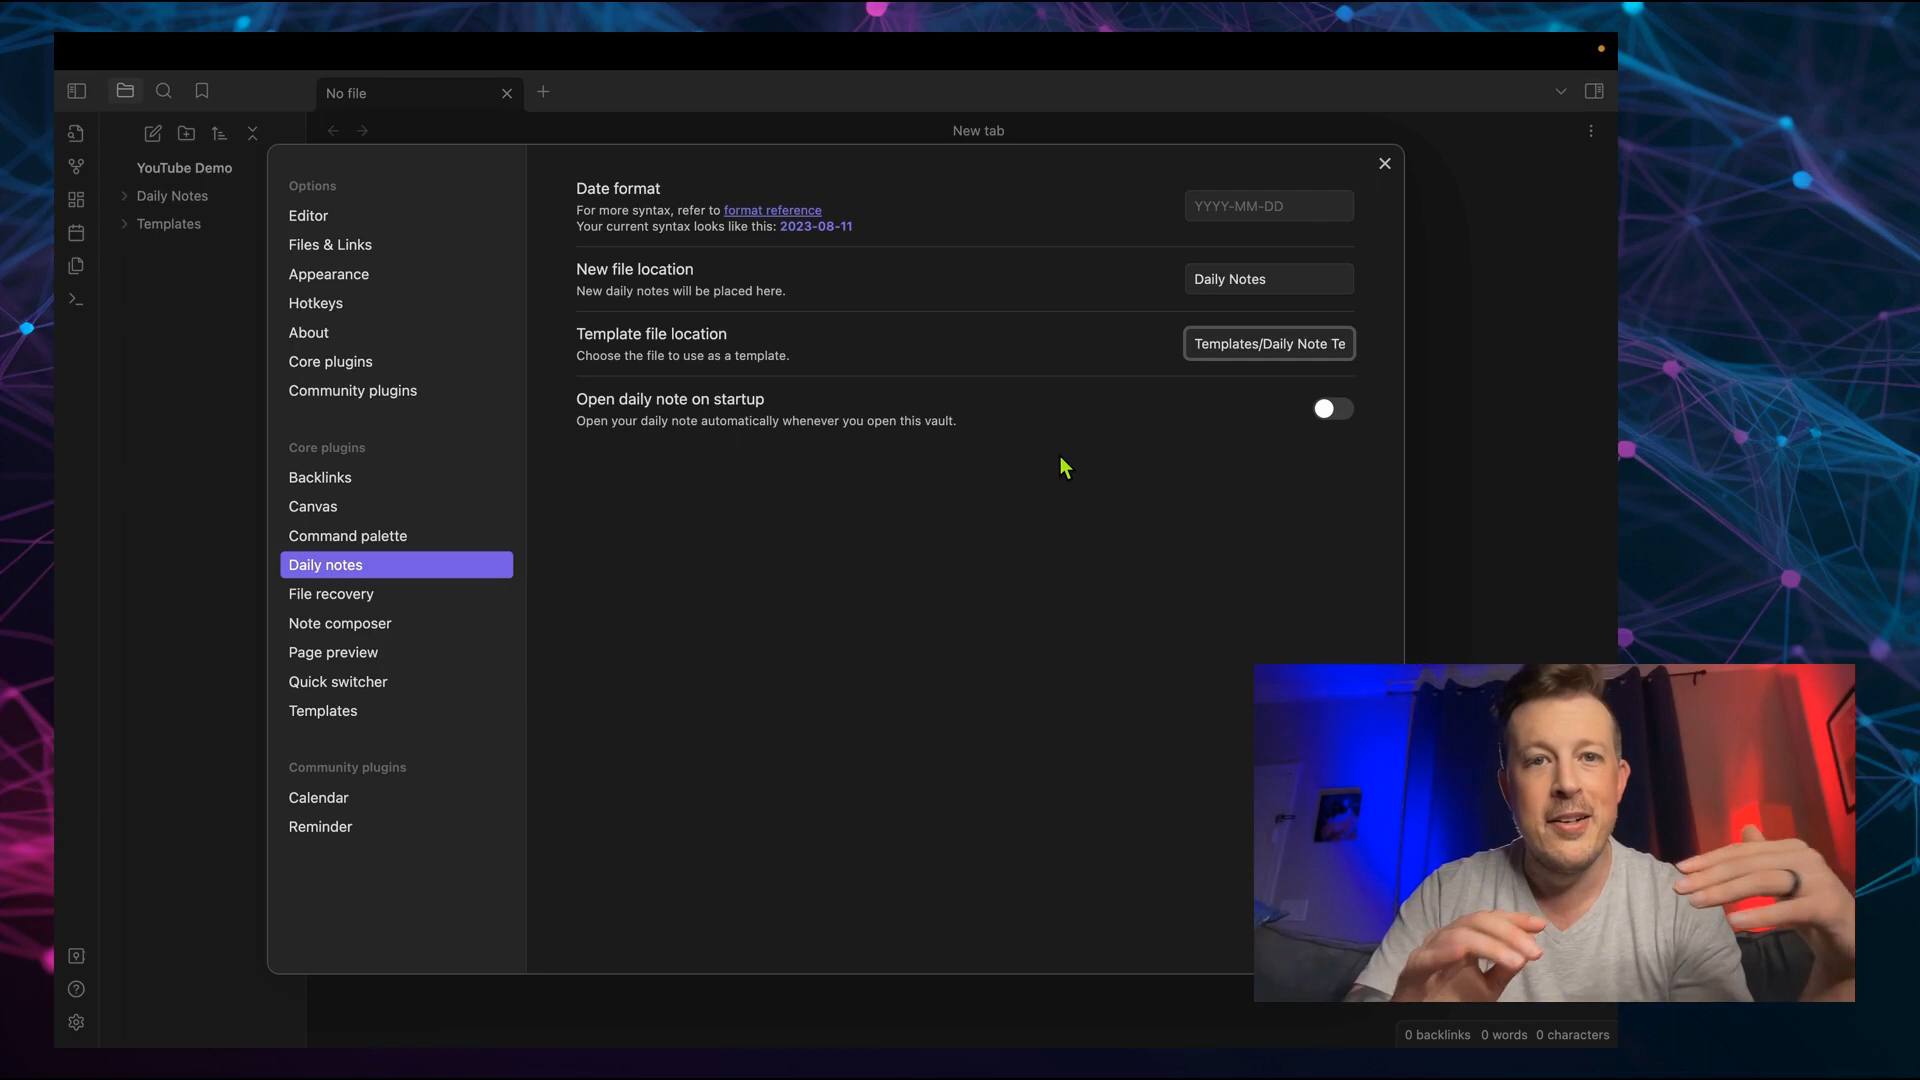 No file
New tab
YouTube Demo
Daily Notes
Templates
Options
Editor
Files & Links
Appearance
Hotkeys
About
Core plugins
Community plugins
Core plugins
Backlinks
Canvas
Command palette
Daily notes
File recovery
Note composer
Page preview
Quick switcher
Templates
Community plugins
Calendar
Reminder
Date format
For more syntax, refer to format reference
Your current syntax looks like this: 2023-08-11
YYYY-MM-DD
New file location
New daily notes will be placed here.
Daily Notes
Template file location
Choose the file to use as a template.
Templates/Daily Note Te
Open daily note on startup
Open your daily note automatically whenever you open this vault.
0 backlinks 0 words 0 characters